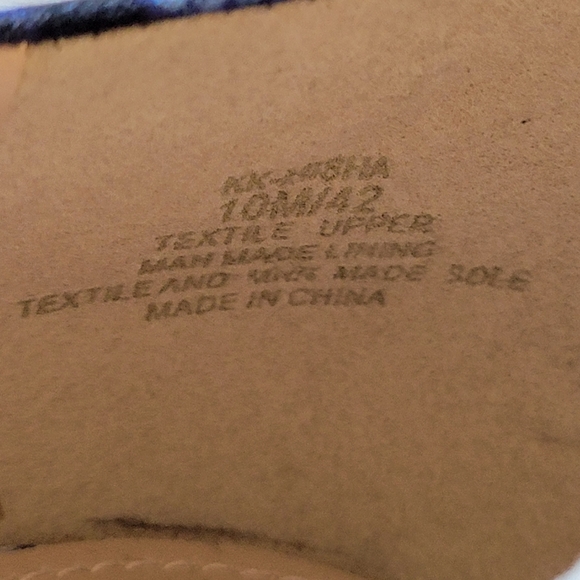 10M/42
TEXTILE UPPER
MAN MADE LINING
TEXTILE AND MAN MADE SOLE
MADE IN CHINA